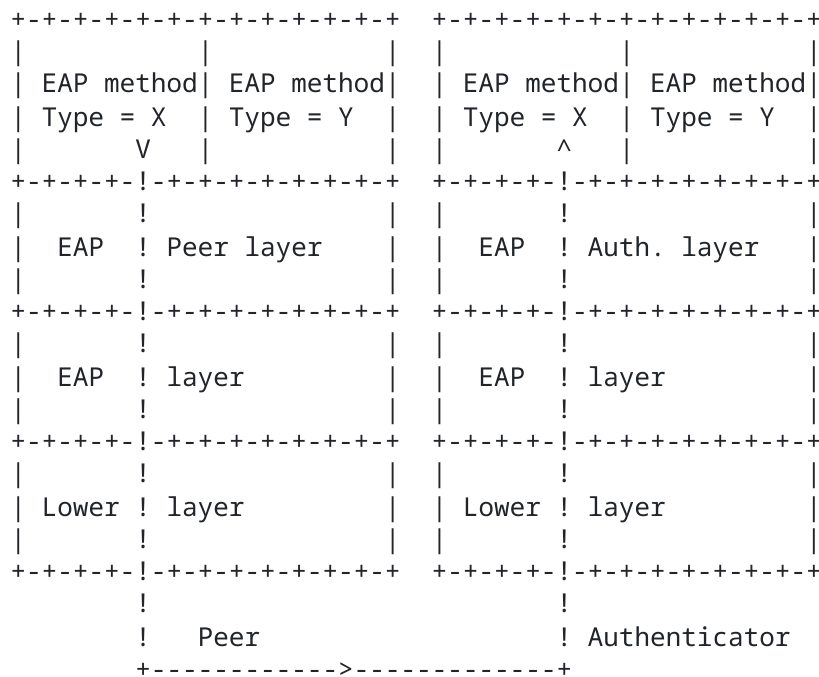 +-+-+-+-+-+-+-+-+-+-+-+-+  +-+-+-+-+-+-+-+-+-+-+-+-+
|           |           |  |           |           |
| EAP method| EAP method|  | EAP method| EAP method|
| Type = X  | Type = Y  |  | Type = X  | Type = Y  |
|       V   |           |  |       ^   |           |
+-+-+-+-!-+-+-+-+-+-+-+-+  +-+-+-+-!-+-+-+-+-+-+-+-+
|       !               |  |       !               |
|  EAP  ! Peer layer    |  |  EAP  ! Auth. layer   |
|       !               |  |       !               |
+-+-+-+-!-+-+-+-+-+-+-+-+  +-+-+-+-!-+-+-+-+-+-+-+-+
|       !               |  |       !               |
|  EAP  ! layer         |  |  EAP  ! layer         |
|       !               |  |       !               |
+-+-+-+-!-+-+-+-+-+-+-+-+  +-+-+-+-!-+-+-+-+-+-+-+-+
|       !               |  |       !               |
| Lower ! layer         |  | Lower ! layer         |
|       !               |  |       !               |
+-+-+-+-!-+-+-+-+-+-+-+-+  +-+-+-+-!-+-+-+-+-+-+-+-+
        !                          !
        !   Peer                   ! Authenticator
        +------------>-------------+